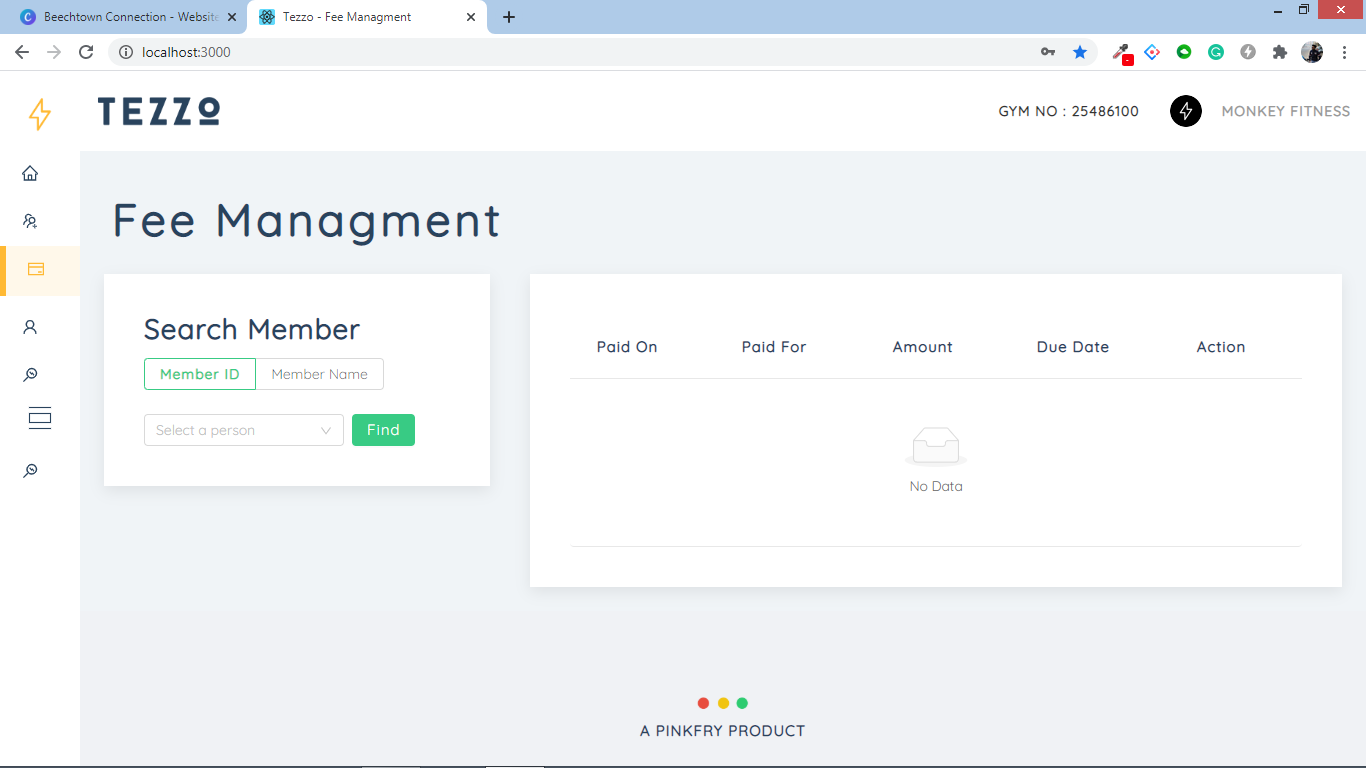 Beechtown Connection - Website
Tezzo - Fee Managment
localhost:3000
TEZZO
GYM NO : 25486100
MONKEY FITNESS
Fee Managment
Search Member
Member ID
Member Name
Select a person
Find
Paid On
Paid For
Amount
Due Date
Action
No Data
A PINKFRY PRODUCT